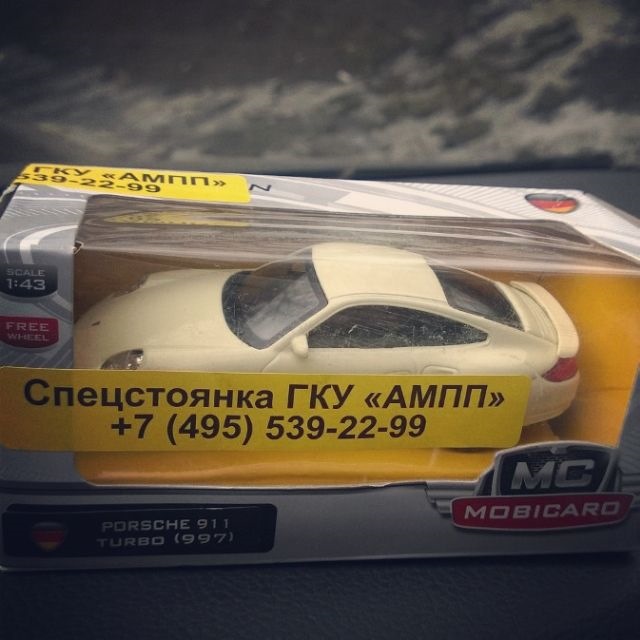 ГКУ «АМПП»
539-22-99
N
SCALE
1:43
FREE
WHEEL
Спецстоянка ГКУ «АМПП»
+7 (495) 539-22-99
MC
MOBICARO
PORSCHE 911
TURBO (997)